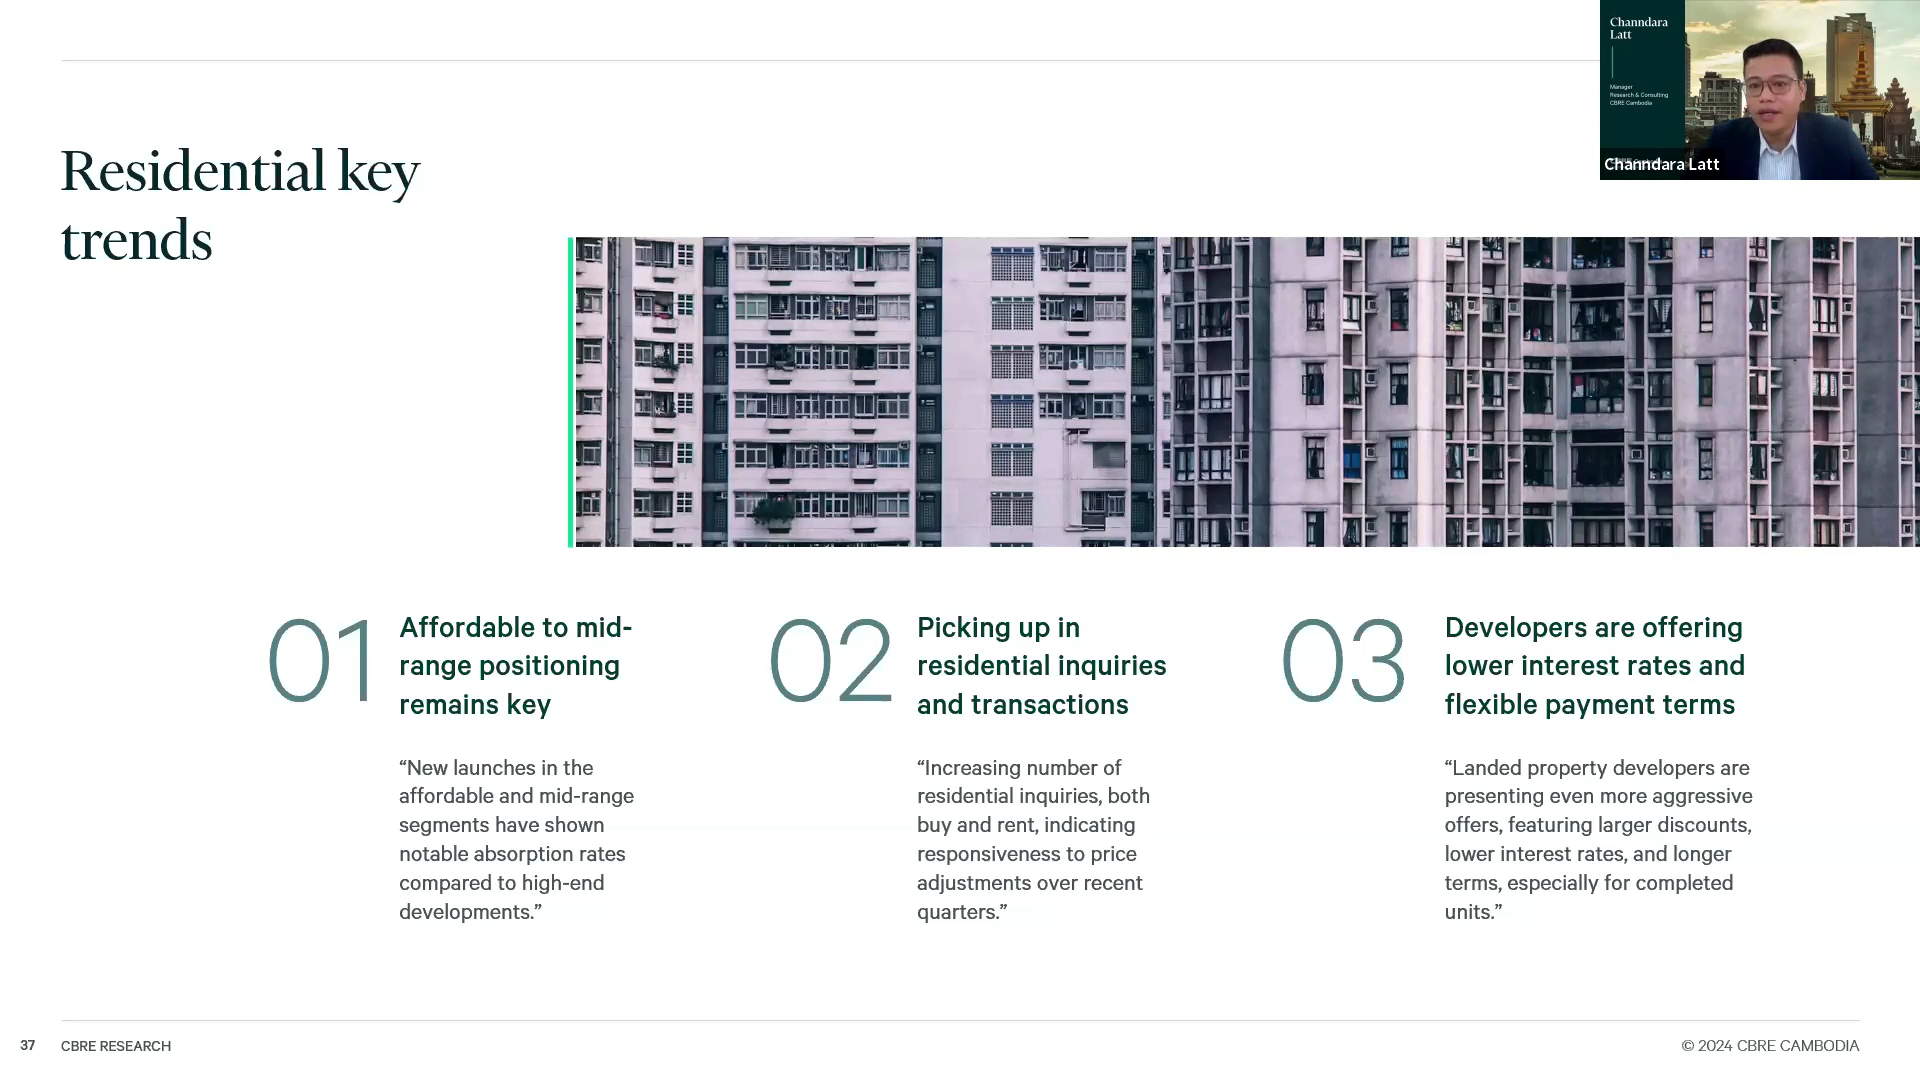 Channdara
Latt
Manager
Research & Consulting
CBRE Cambodia
Channdara Latt
Residential key
trends
01
Affordable to mid-
range positioning
remains key
“New launches in the
affordable and mid-range
segments have shown
notable absorption rates
compared to high-end
developments.”
02
Picking up in
residential inquiries
and transactions
“Increasing number of
residential inquiries, both
buy and rent, indicating
responsiveness to price
adjustments over recent
quarters.”
03
Developers are offering
lower interest rates and
flexible payment terms
“Landed property developers are
presenting even more aggressive
offers, featuring larger discounts,
lower interest rates, and longer
terms, especially for completed
units.”
37
CBRE RESEARCH
© 2024 CBRE CAMBODIA